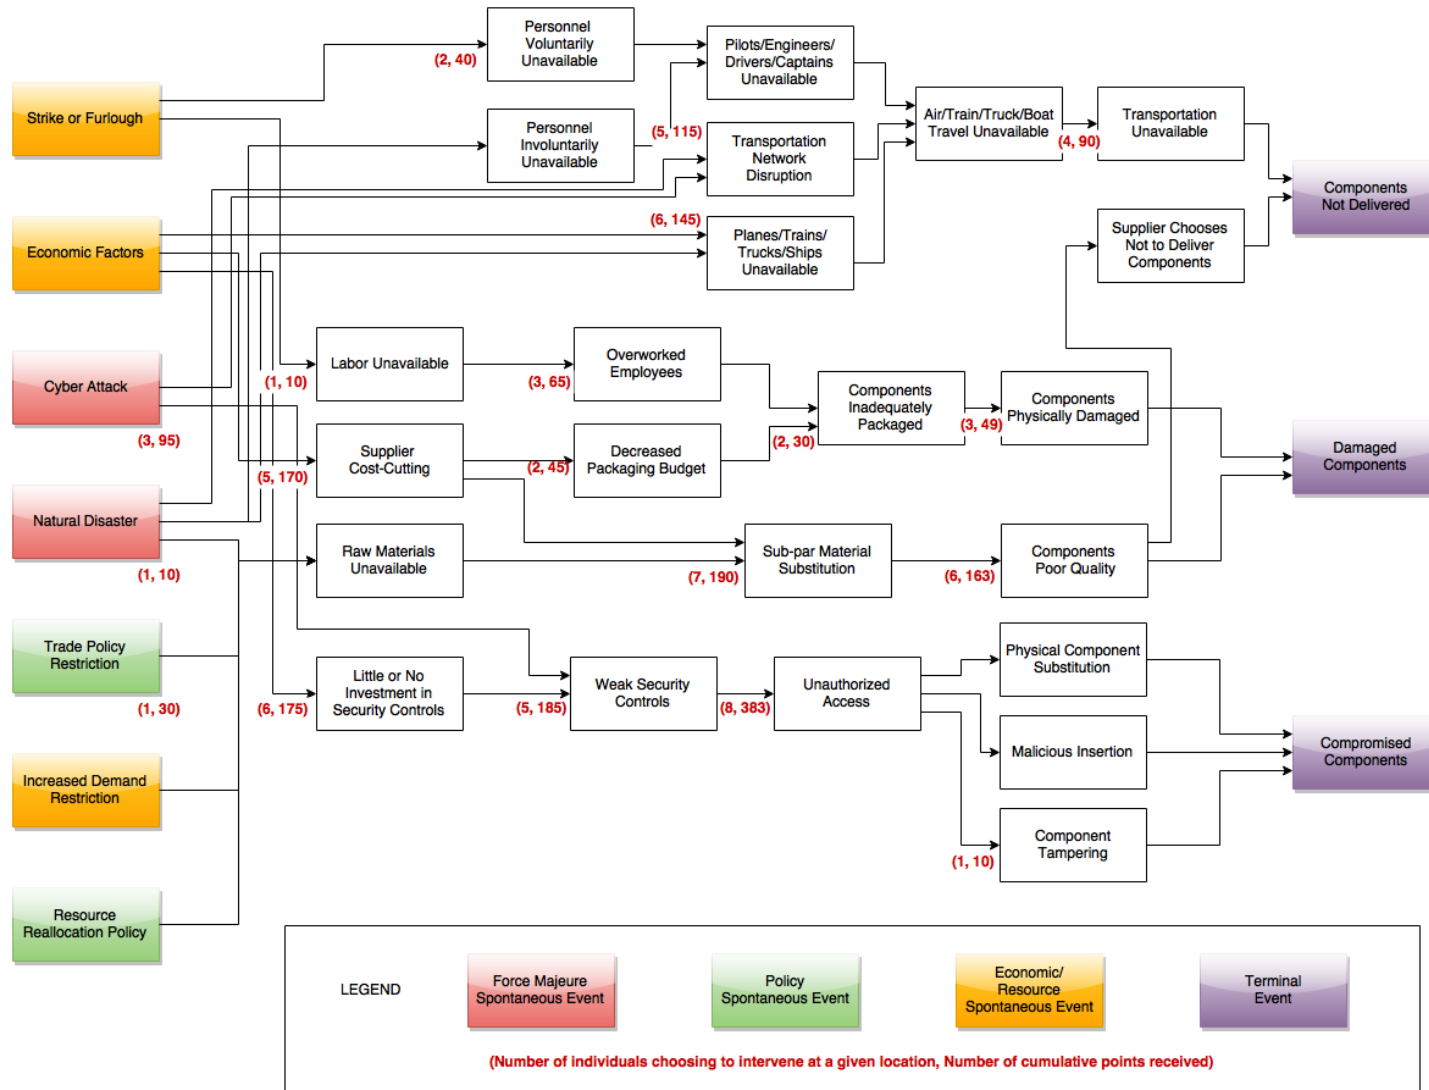 Personnel
Voluntarily
Unavailable
(2, 40)
Pilots/Engineers/
Drivers/Captains
Unavailable
Strike or Furlough
Personnel
Involuntarily
Unavailable
(5, 115)
Transportation
Network
Disruption
Air/Train/Truck/Boat
Travel Unavailable
(4, 90)
Transportation
Unavailable
Components
Not Delivered
Economic Factors
(6, 145)
Planes/Trains/
Trucks/Ships
Unavailable
Supplier Chooses
Not to Deliver
Components
(1, 10)
Labor Unavailable
(3, 65)
Overworked
Employees
Cyber Attack
(3, 95)
Components
Inadequately
Packaged
(3, 49)
Components
Physically Damaged
(5, 170)
Supplier
Cost-Cutting
(2, 45)
Decreased
Packaging Budget
(2, 30)
Damaged
Components
Natural Disaster
(1, 10)
Raw Materials
Unavailable
(7, 190)
Sub-par Material
Substitution
(6, 163)
Components
Poor Quality
Trade Policy
Restriction
(1, 30)
(6, 175)
Little or No
Investment in
Security Controls
(5, 185)
Weak Security
Controls
(8, 383)
Unauthorized
Access
Physical Component
Substitution
Malicious Insertion
Compromised
Components
Increased Demand
Restriction
(1, 10)
Component
Tampering
Resource
Reallocation Policy
LEGEND
Force Majeure
Spontaneous Event
Policy
Spontaneous Event
Economic/
Resource
Spontaneous Event
Terminal
Event
(Number of individuals choosing to intervene at a given location, Number of cumulative points received)